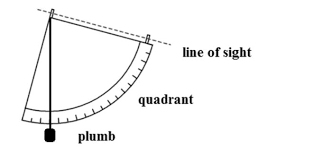 line of sight
quadrant
plumb